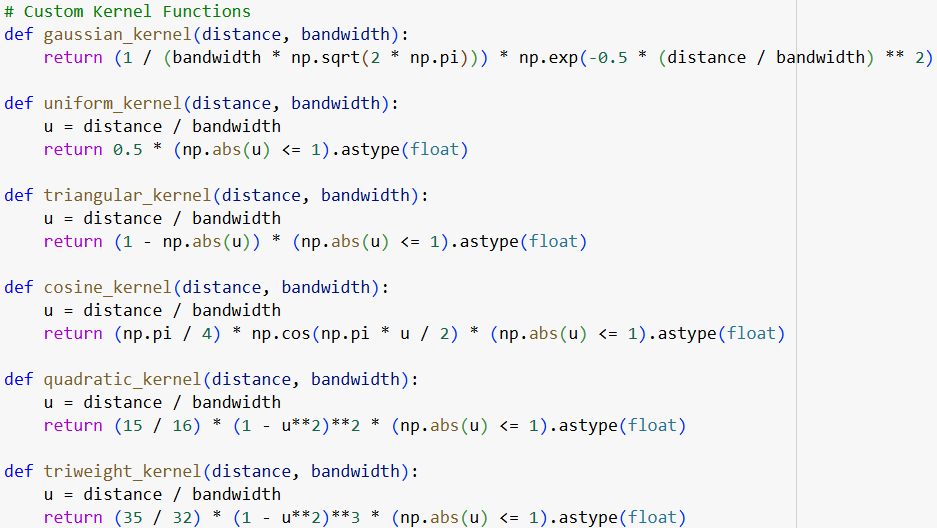 # Custom Kernel Functions
def gaussian_kernel(distance, bandwidth):
    return (1 / (bandwidth * np.sqrt(2 * np.pi))) * np.exp(-0.5 * (distance / bandwidth) ** 2)

def uniform_kernel(distance, bandwidth):
    u = distance / bandwidth
    return 0.5 * (np.abs(u) <= 1).astype(float)

def triangular_kernel(distance, bandwidth):
    u = distance / bandwidth
    return (1 - np.abs(u)) * (np.abs(u) <= 1).astype(float)

def cosine_kernel(distance, bandwidth):
    u = distance / bandwidth
    return (np.pi / 4) * np.cos(np.pi * u / 2) * (np.abs(u) <= 1).astype(float)

def quadratic_kernel(distance, bandwidth):
    u = distance / bandwidth
    return (15 / 16) * (1 - u**2)**2 * (np.abs(u) <= 1).astype(float)

def triweight_kernel(distance, bandwidth):
    u = distance / bandwidth
    return (35 / 32) * (1 - u**2)**3 * (np.abs(u) <= 1).astype(float)